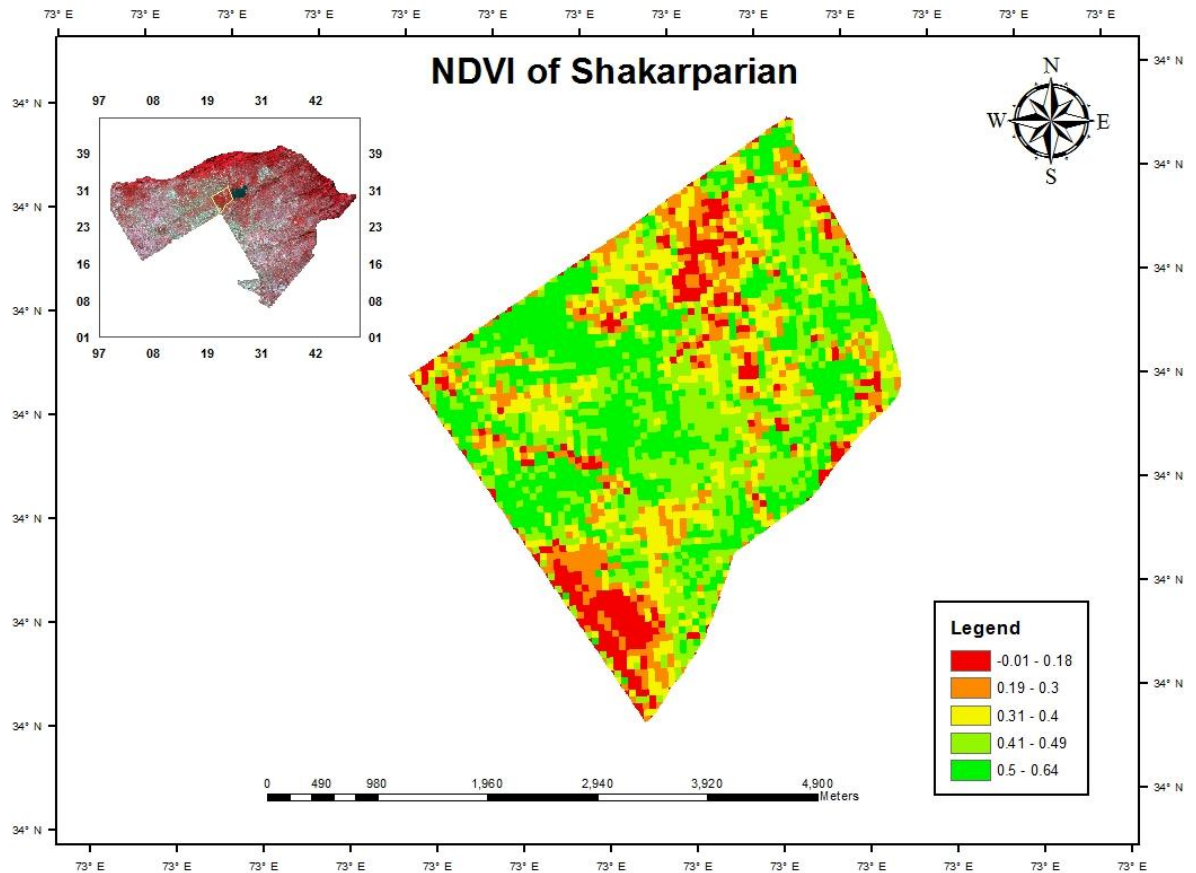 73° E 73° E 73° E 73° E 73° E 73° E 73° E 73° E 73° E 73° E 73° E 73° E 73° E
NDVI of Shakarparian
97 08 19 31 42
39 39
31 31
23 23
16 16
08 08
01 01
97 08 19 31 42
N
W E
S
34° N 34° N
34° N 34° N
34° N 34° N
34° N 34° N
34° N 34° N
34° N 34° N
34° N 34° N
34° N 34° N
Legend
-0.01 - 0.18
0.19 - 0.3
0.31 - 0.4
0.41 - 0.49
0.5 - 0.64
0 490 980 1,960 2,940 3,920 4,900
Meters
73° E 73° E 73° E 73° E 73° E 73° E 73° E 73° E 73° E 73° E 73° E 73° E 73° E